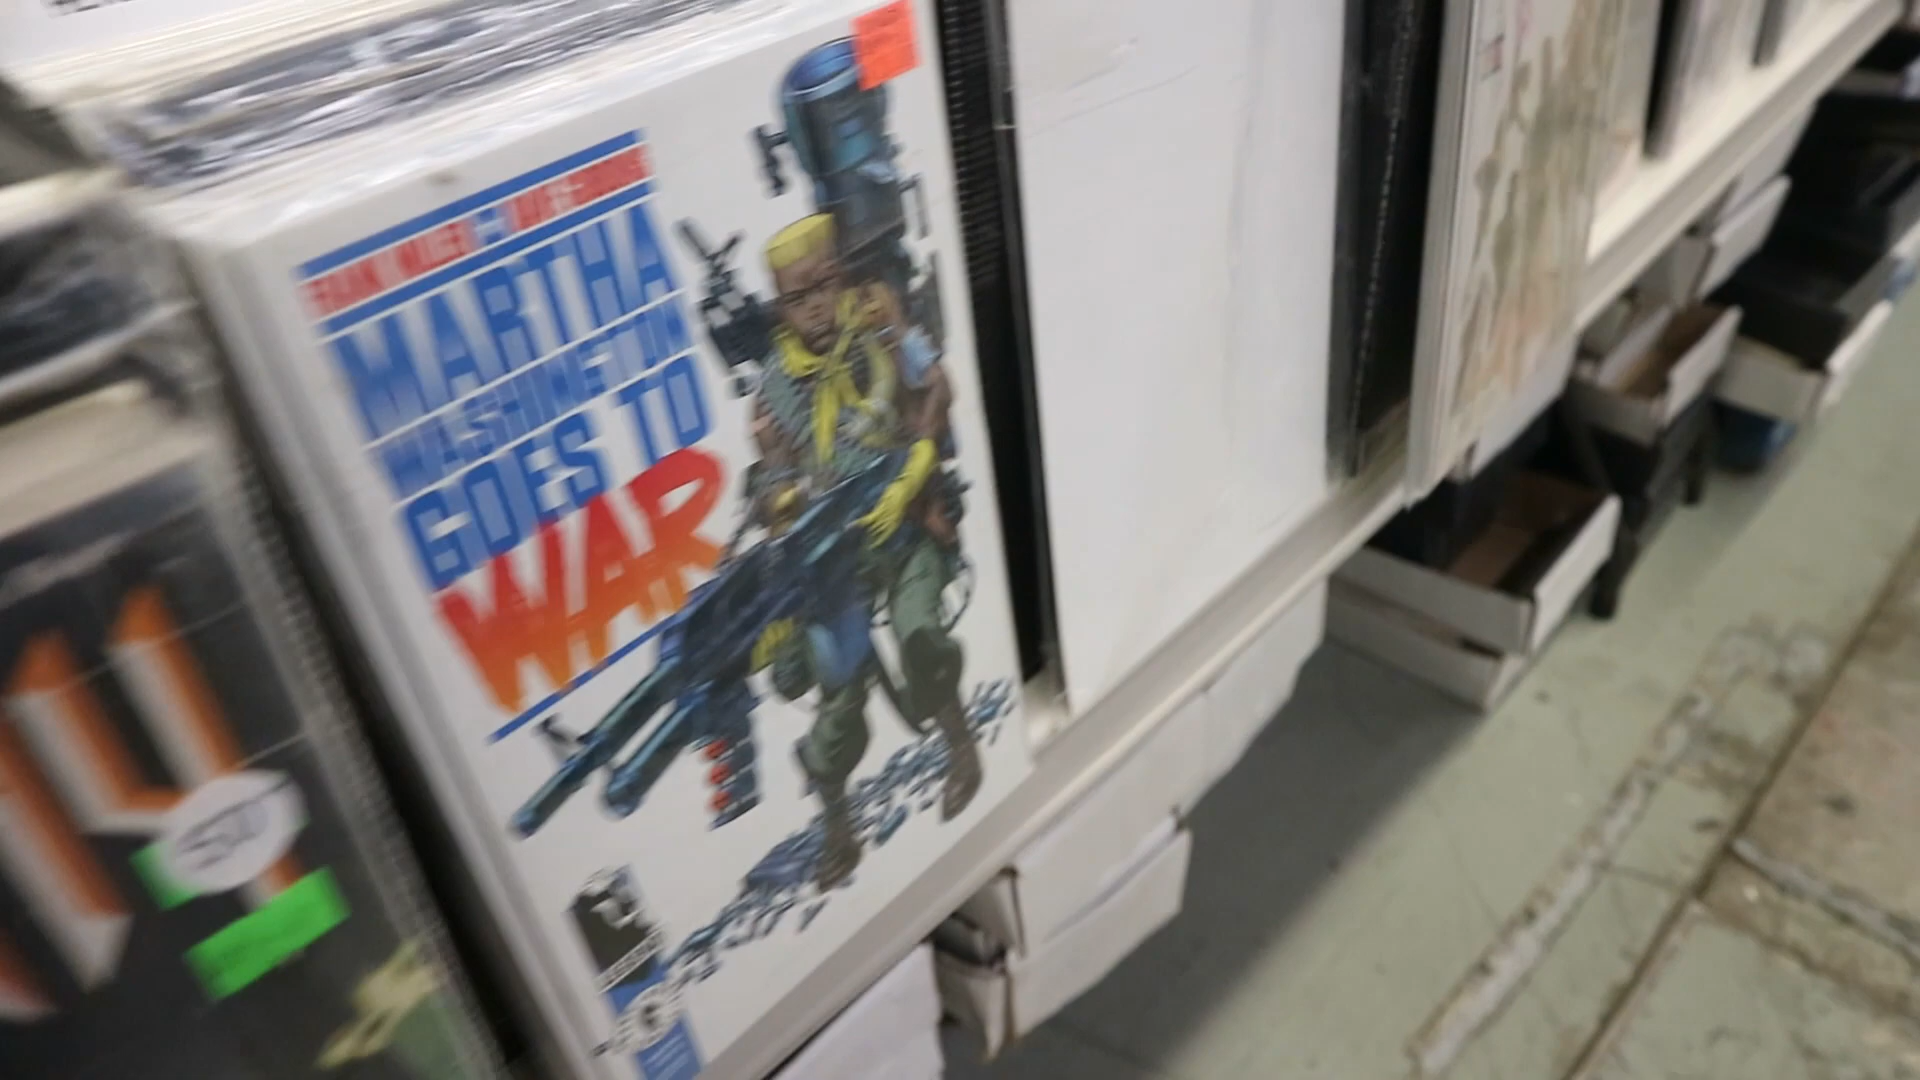 FRANK MILLER - DAVE GIBBONS
MARTHA
WASHINGTON
GOES TO
WAR